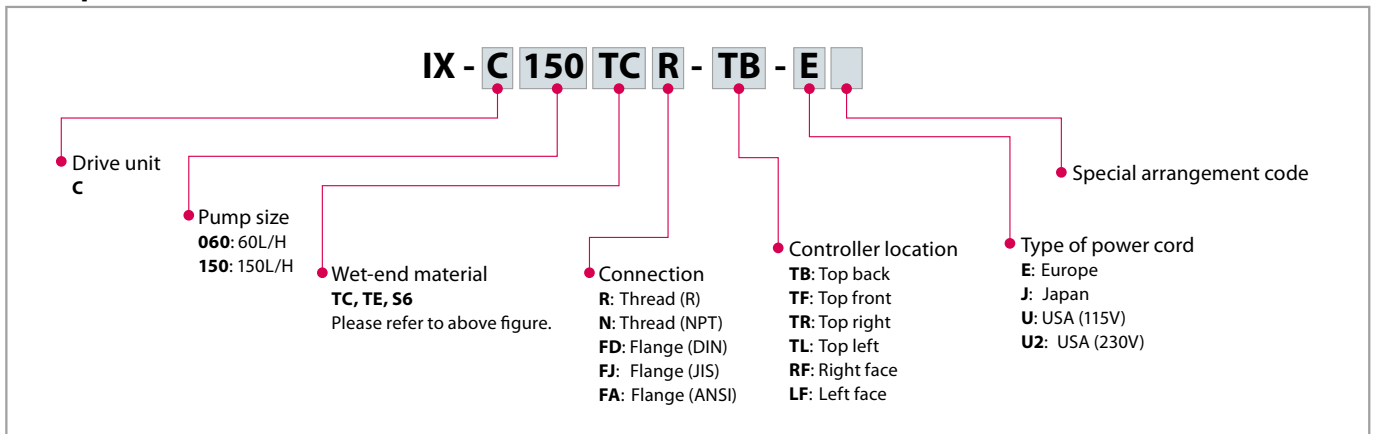 IX - C 150 TC R - TB - E
Drive unit
C
Pump size
060: 60L/H
150: 150L/H
Wet-end material
TC, TE, S6
Please refer to above figure.
Connection
R: Thread (R)
N: Thread (NPT)
FD: Flange (DIN)
FJ: Flange (JIS)
FA: Flange (ANSI)
Controller location
TB: Top back
TF: Top front
TR: Top right
TL: Top left
RF: Right face
LF: Left face
Type of power cord
E: Europe
J: Japan
U: USA (115V)
U2: USA (230V)
Special arrangement code